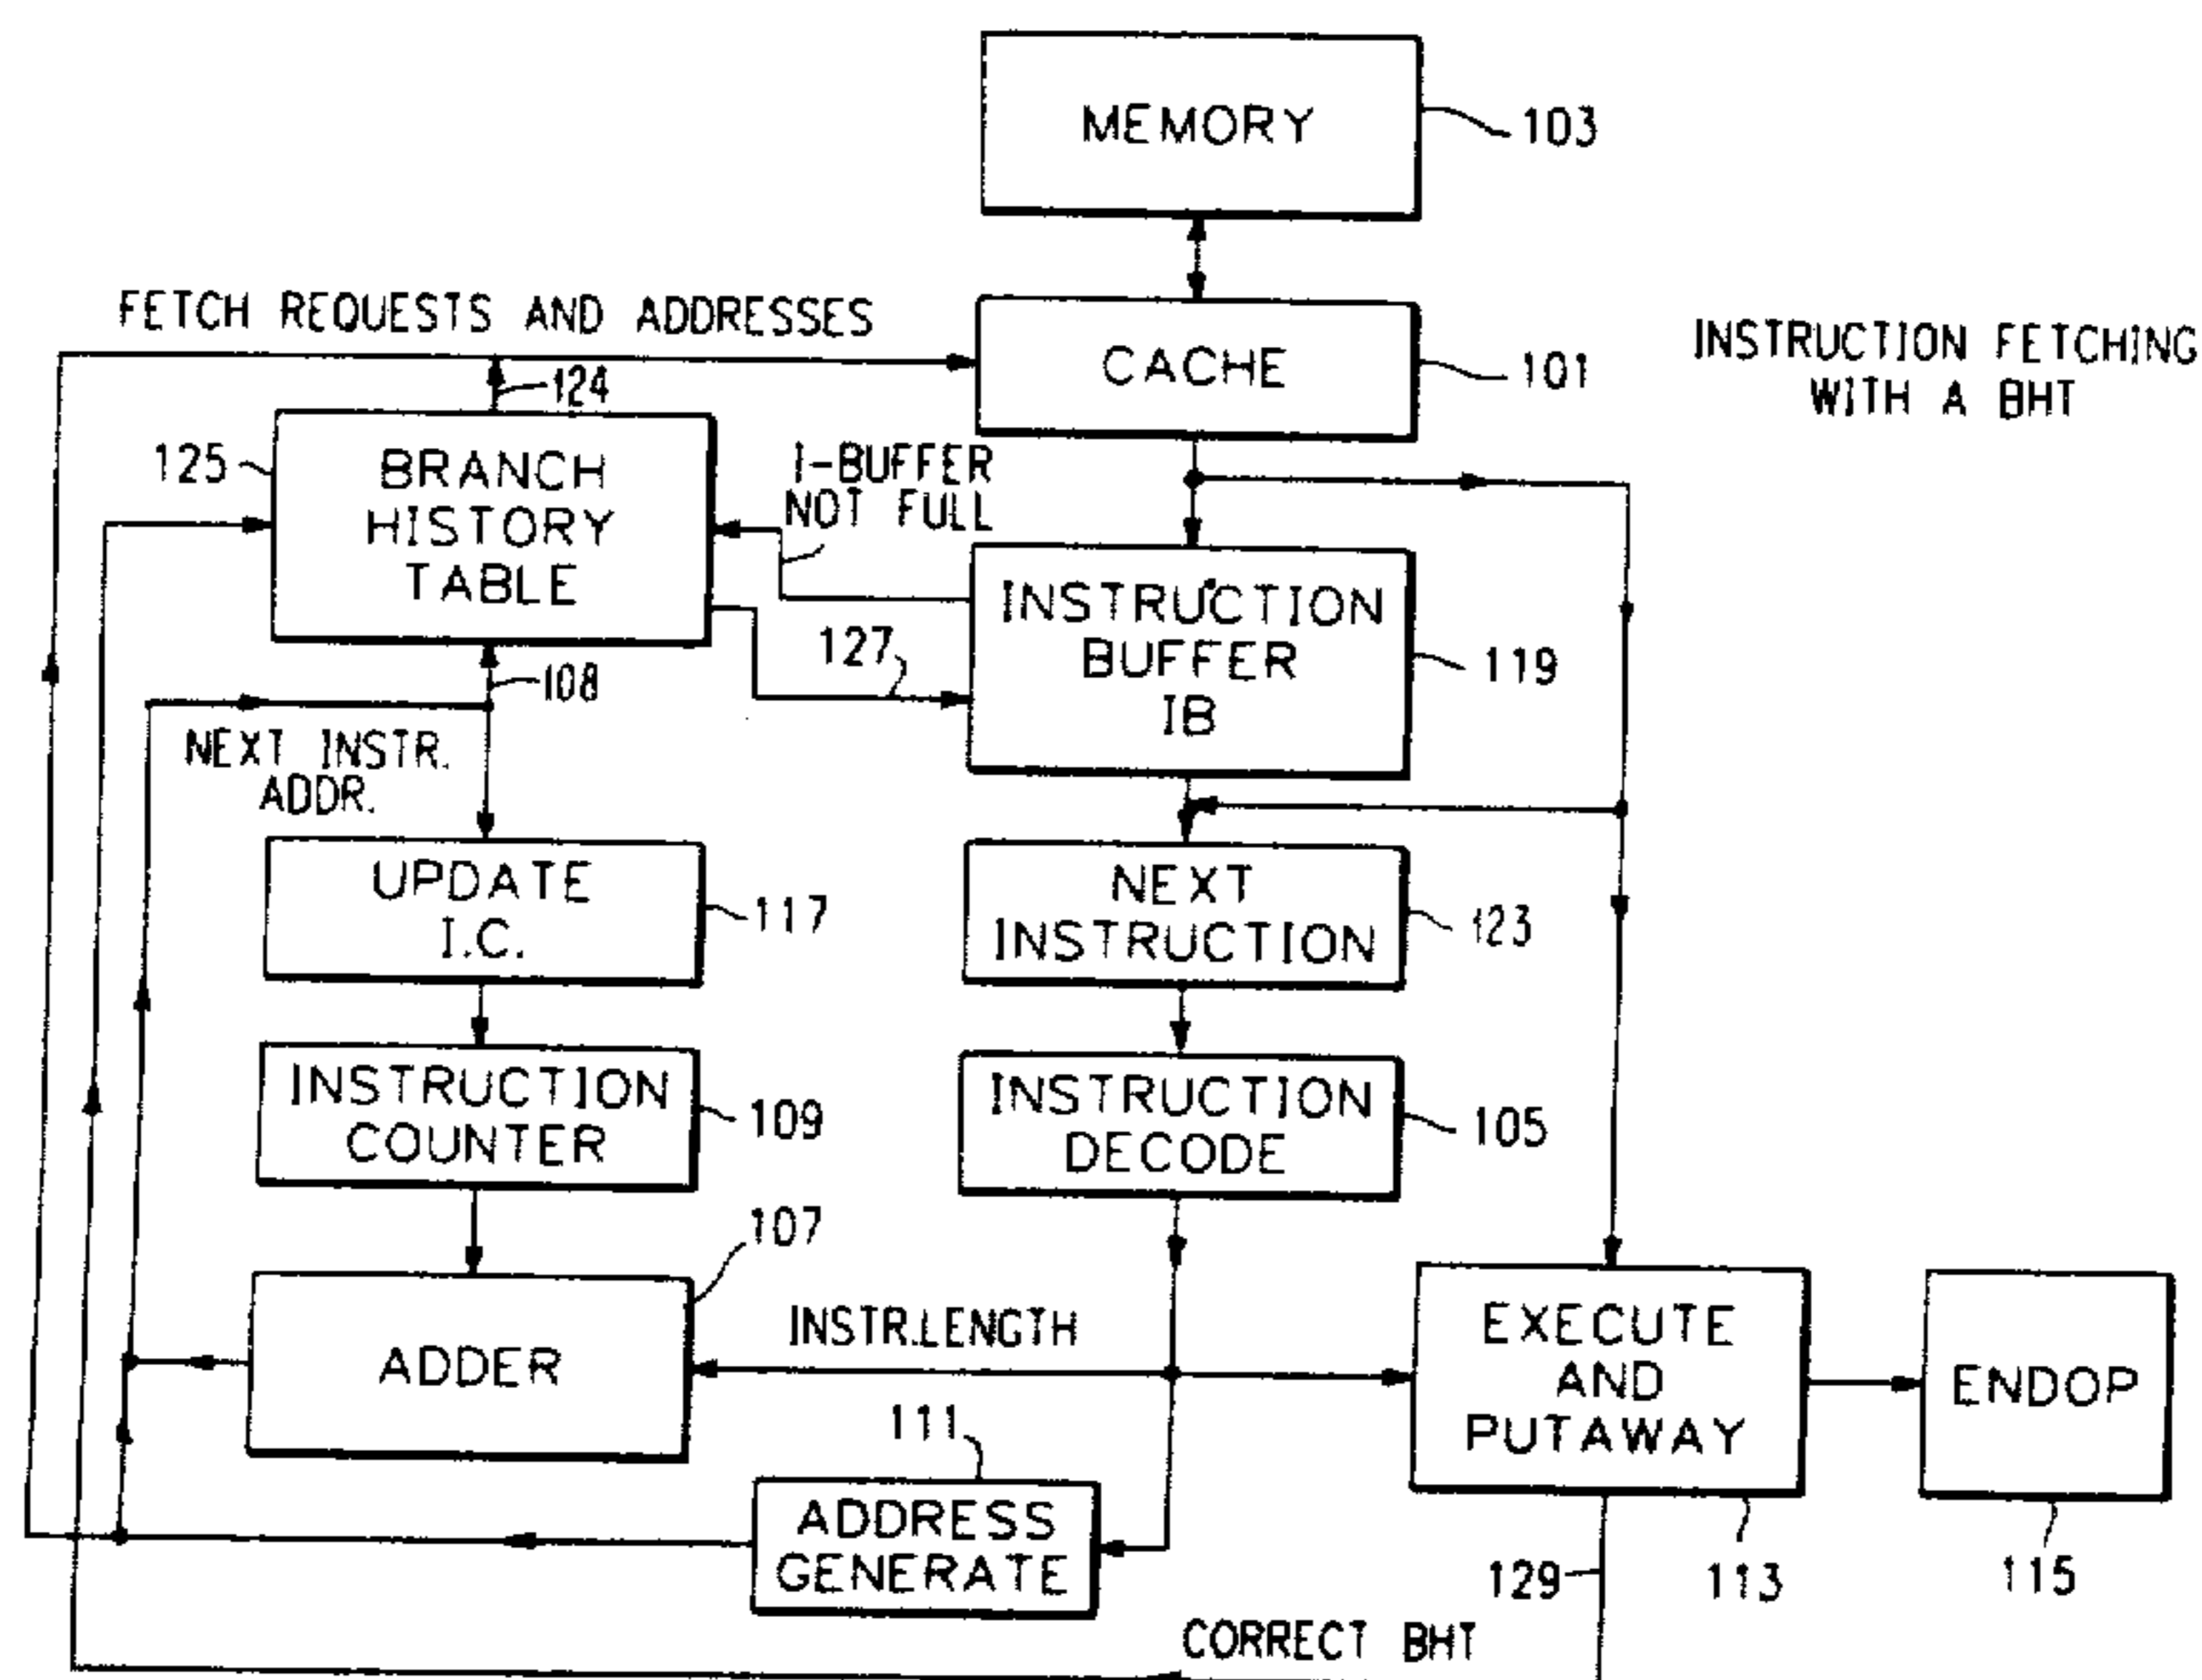 MEMORY
103
FETCH REQUESTS AND ADDRESSES
CACHE
101
INSTRUCTION FETCHING
WITH A BHT
124
125
BRANCH
HISTORY
TABLE
I-BUFFER
NOT FULL
INSTRUCTION
BUFFER
IB
119
127
108
NEXT INSTR.
ADDR.
UPDATE
I.C.
117
NEXT
INSTRUCTION
123
INSTRUCTION
COUNTER
109
INSTRUCTION
DECODE
105
107
ADDER
INSTR.LENGTH
EXECUTE
AND
PUTAWAY
ENDOP
111
ADDRESS
GENERATE
129
113
115
CORRECT BHT